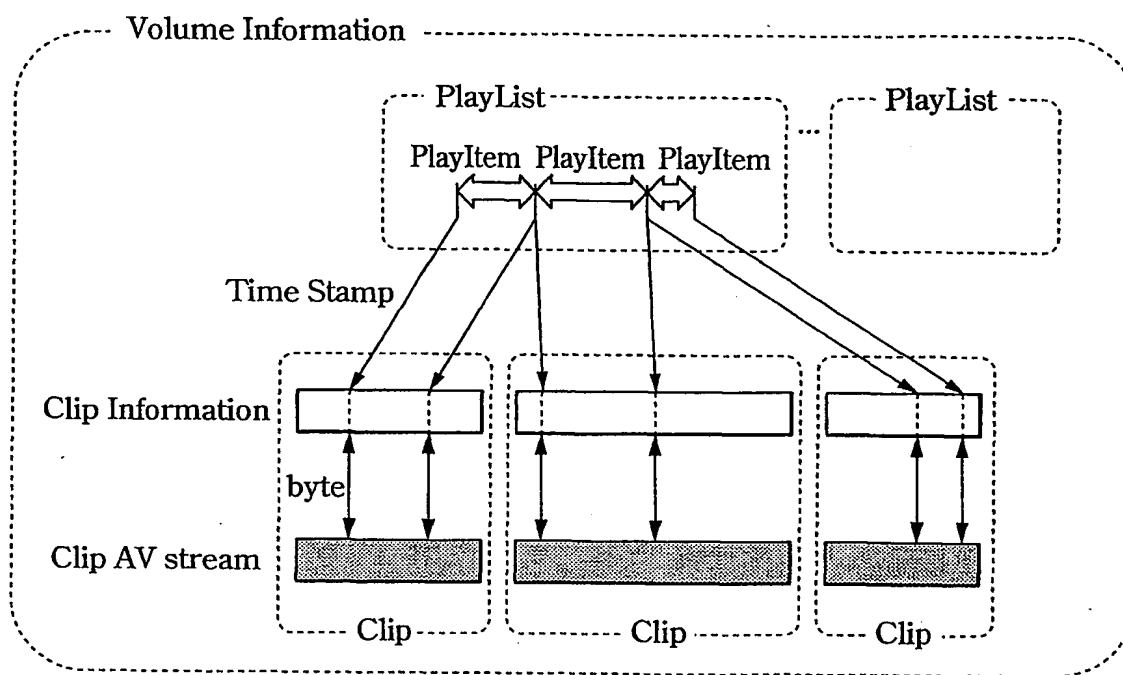 Volume Information
PlayList
PlayList
...
PlayItem PlayItem PlayItem
Time Stamp
Clip Information
byte
Clip AV stream
Clip
Clip
Clip